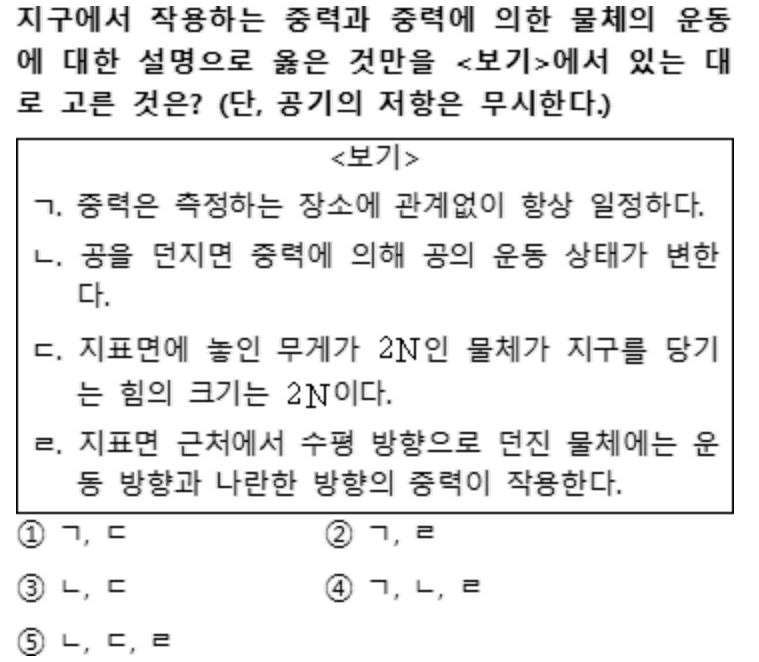 지구에서 작용하는 중력과 중력에 의한 물체의 운동
에 대한 설명으로 옳은 것만을 <보기>에서 있는 대
로 고른 것은? (단, 공기의 저항은 무시한다.)
<보기>
ㄱ. 중력은 측정하는 장소에 관계없이 항상 일정하다.
ㄴ. 공을 던지면 중력에 의해 공의 운동 상태가 변한
다.
ㄷ. 지표면에 놓인 무게가 2N인 물체가 지구를 당기
는 힘의 크기는 2N이다.
ㄹ. 지표면 근처에서 수평 방향으로 던진 물체에는 운
동 방향과 나란한 방향의 중력이 작용한다.
① ㄱ, ㄷ ② ㄱ, ㄹ
③ ㄴ, ㄷ ④ ㄱ, ㄴ, ㄹ
⑤ ㄴ, ㄷ, ㄹ